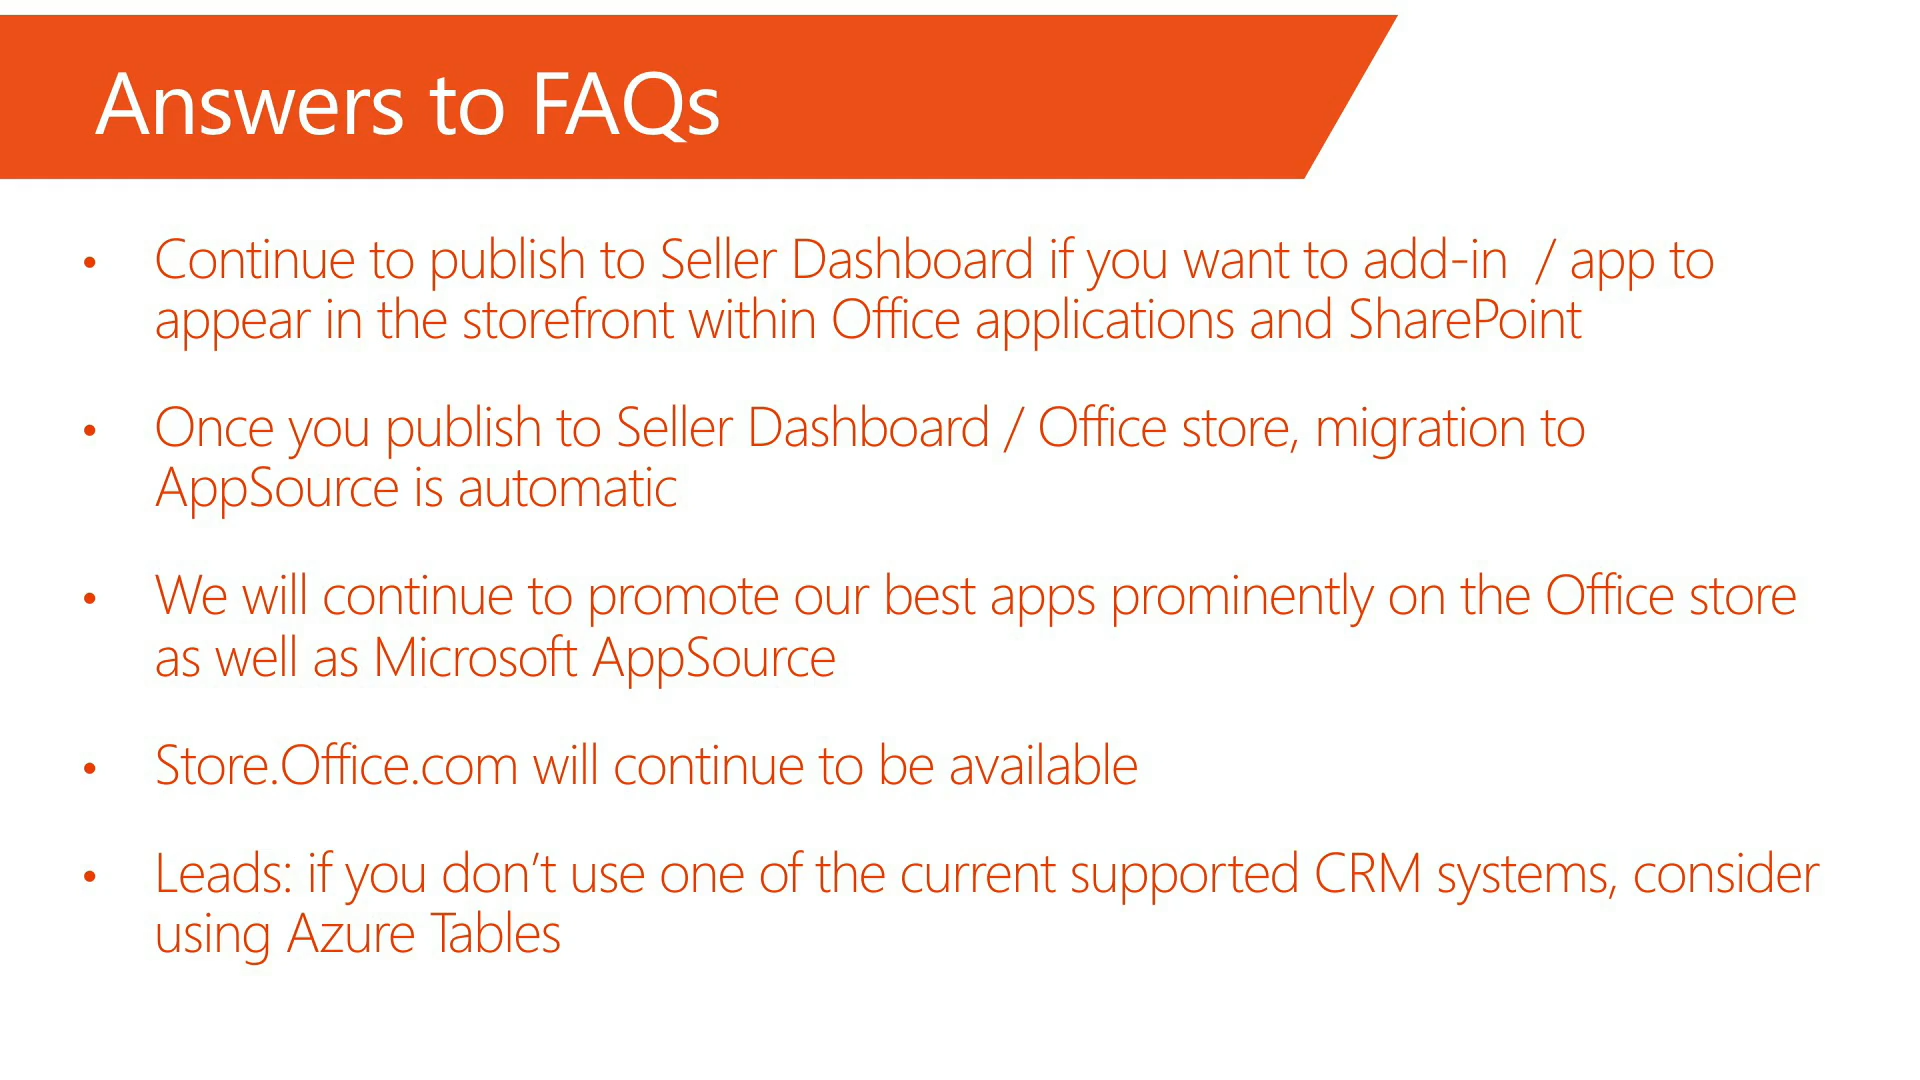 Answers to FAQs
• Continue to publish to Seller Dashboard if you want to add-in / app to
appear in the storefront within Office applications and SharePoint
• Once you publish to Seller Dashboard / Office store, migration to
AppSource is automatic
• We will continue to promote our best apps prominently on the Office store
as well as Microsoft AppSource
• Store.Office.com will continue to be available
• Leads: if you don’t use one of the current supported CRM systems, consider
using Azure Tables